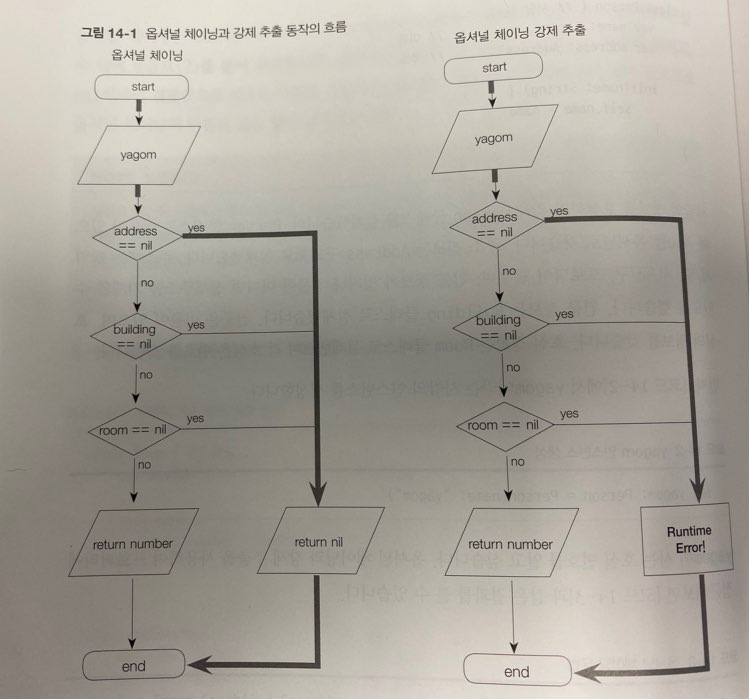 그림 14-1 옵셔널 체이닝과 강제 추출 동작의 흐름
옵셔널 체이닝
start
yagom
address
== nil
yes
no
building
== nil
yes
no
room == nil
yes
no
return number
return nil
end
옵셔널 체이닝 강제 추출
start
yagom
address
== nil
yes
no
building
== nil
yes
no
room == nil
yes
no
return number
Runtime
Error!
end